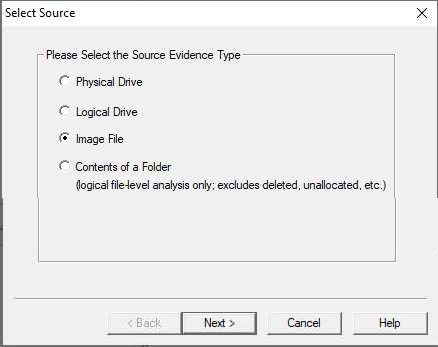 Select Source
Please Select the Source Evidence Type
Physical Drive
Logical Drive
Image File
Contents of a Folder
(logical file-level analysis only; excludes deleted, unallocated, etc.)
< Back
Next >
Cancel
Help